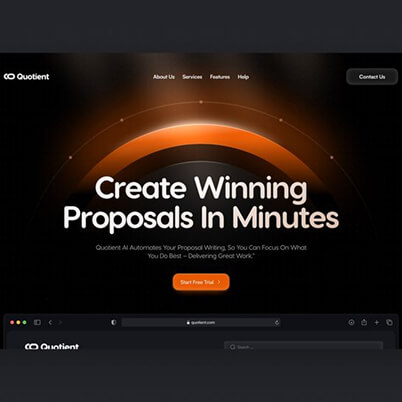 Quotient
About Us
Services
Features
Help
Contact Us
Create Winning
Proposals In Minutes
Quotient AI Automates Your Proposal Writing, So You Can Focus On What
You Do Best – Delivering Great Work."
Start Free Trial
quotient.com
Quotient
Search ...